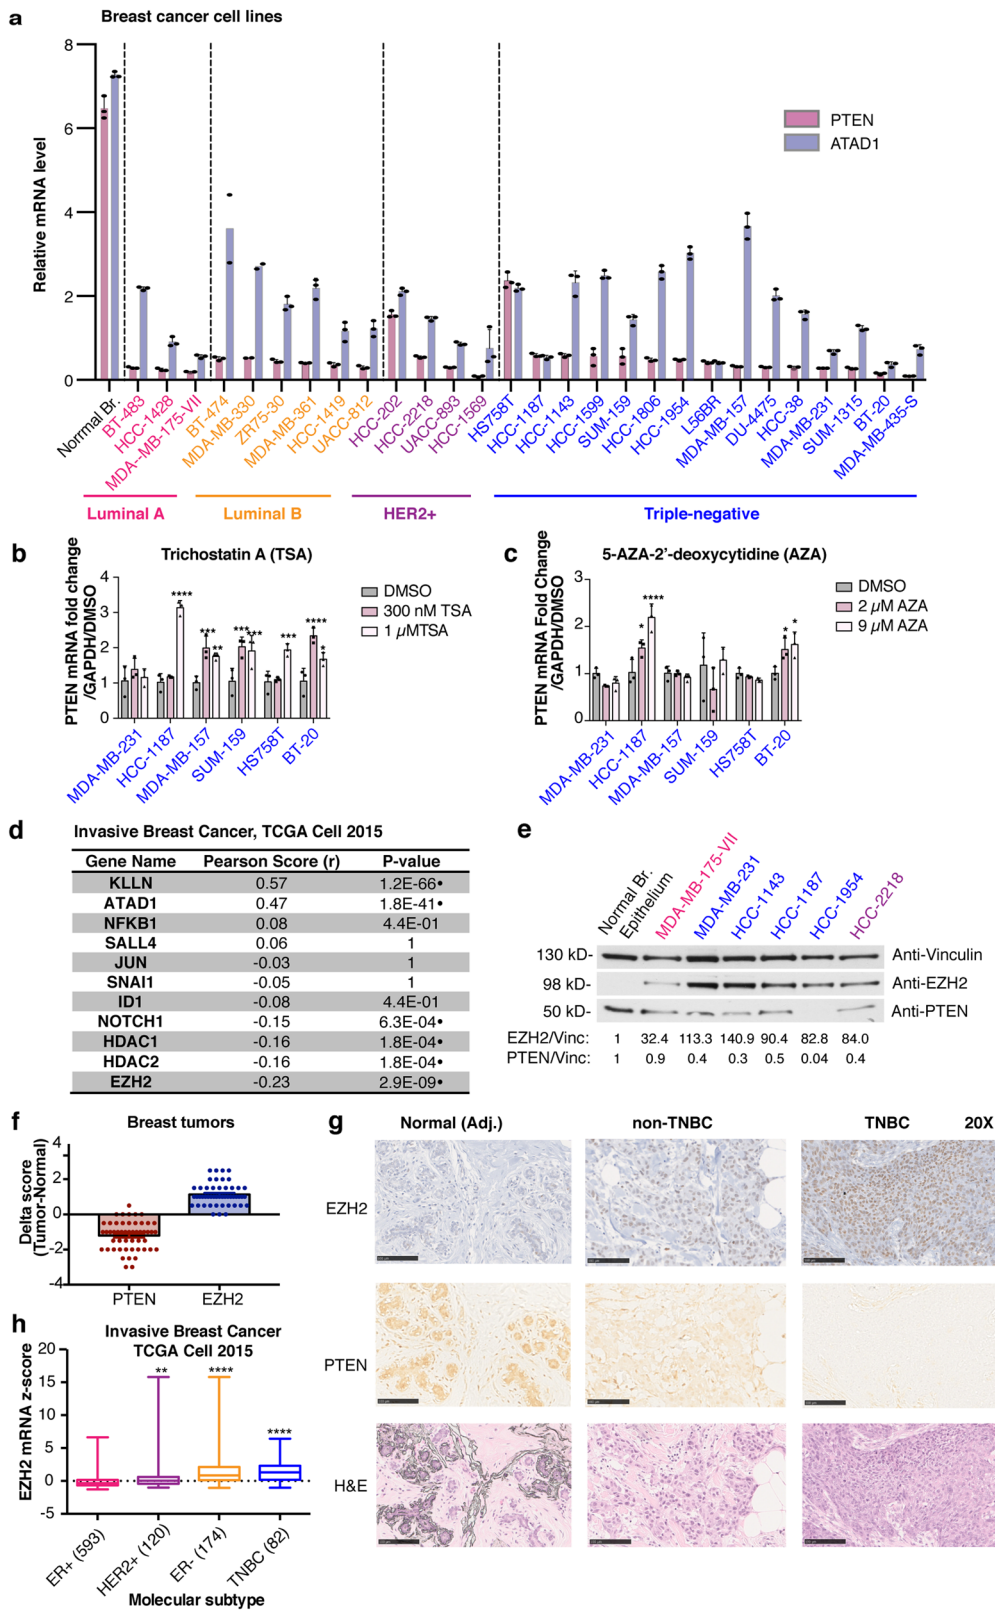 a
Breast cancer cell lines
Relative mRNA level
8
6
4
2
0
PTEN
ATAD1
Normal Br.
BT-483
HCC-1428
MDA--MB-175-VII
BT-474
MDA-MB-330
ZR75-30
MDA-MB-361
HCC-1419
UACC-812
HCC-202
HCC-2218
UACC-893
HCC-1569
HS758T
HCC-1187
HCC-1143
HCC-1599
SUM-159
HCC-1806
HCC-1954
L56BR
MDA-MB-157
DU-4475
HCC-38
MDA-MB-231
SUM-1315
BT-20
MDA-MB-435-S
Luminal A
Luminal B
HER2+
Triple-negative
b
Trichostatin A (TSA)
PTEN mRNA fold change
/GAPDH/DMSO
4
3
2
1
0
****
***
**
***
***
***
****
*
DMSO
300 nM TSA
1 µMTSA
MDA-MB-231
HCC-1187
MDA-MB-157
SUM-159
HS758T
BT-20
c
5-AZA-2'-deoxycytidine (AZA)
PTEN mRNA Fold Change
/GAPDH/DMSO
3
2
1
0
*
****
*
*
DMSO
2 µM AZA
9 µM AZA
MDA-MB-231
HCC-1187
MDA-MB-157
SUM-159
HS758T
BT-20
d
Invasive Breast Cancer, TCGA Cell 2015
Gene Name Pearson Score (r) P-value
KLLN 0.57 1.2E-66•
ATAD1 0.47 1.8E-41•
NFKB1 0.08 4.4E-01
SALL4 0.06 1
JUN -0.03 1
SNAI1 -0.05 1
ID1 -0.08 4.4E-01
NOTCH1 -0.15 6.3E-04•
HDAC1 -0.16 1.8E-04•
HDAC2 -0.16 1.8E-04•
EZH2 -0.23 2.9E-09•
e
Normal Br.
Epithelium
MDA-MB-175-VII
MDA-MB-231
HCC-1143
HCC-1187
HCC-1954
HCC-2218
130 kD- Anti-Vinculin
98 kD- Anti-EZH2
50 kD- Anti-PTEN
EZH2/Vinc: 1 32.4 113.3 140.9 90.4 82.8 84.0
PTEN/Vinc: 1 0.9 0.4 0.3 0.5 0.04 0.4
f
Breast tumors
Delta score
(Tumor-Normal)
4
2
0
-2
-4
PTEN
EZH2
g
Normal (Adj.) non-TNBC TNBC 20X
EZH2
PTEN
H&E
h
Invasive Breast Cancer
TCGA Cell 2015
EZH2 mRNA z-score
20
15
10
5
0
-5
**
****
****
ER+ (593)
HER2+ (120)
ER- (174)
TNBC (82)
Molecular subtype